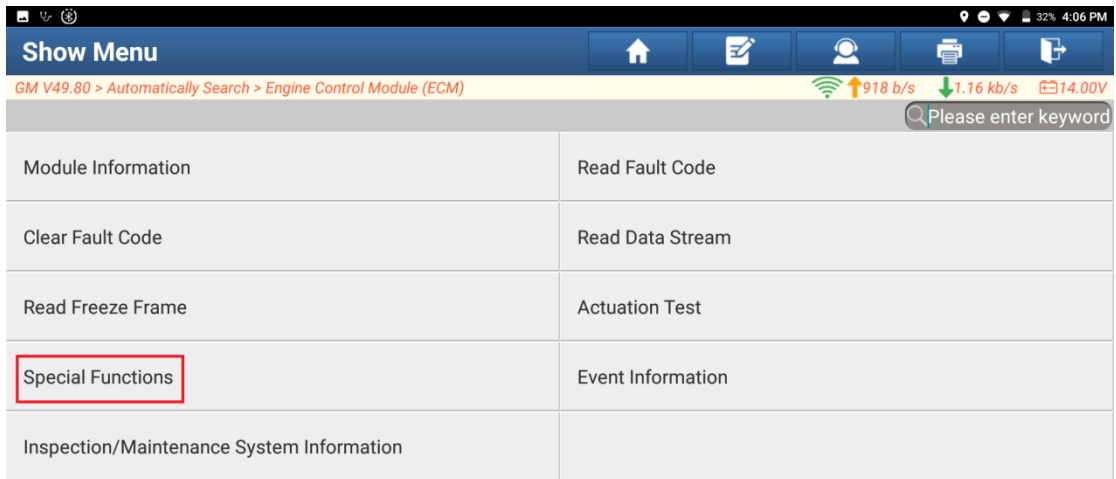 32% 4:06 PM
Show Menu
GM V49.80 > Automatically Search > Engine Control Module (ECM) 918 b/s 1.16 kb/s 14.00V
Please enter keyword
Module Information Read Fault Code
Clear Fault Code Read Data Stream
Read Freeze Frame Actuation Test
Special Functions Event Information
Inspection/Maintenance System Information